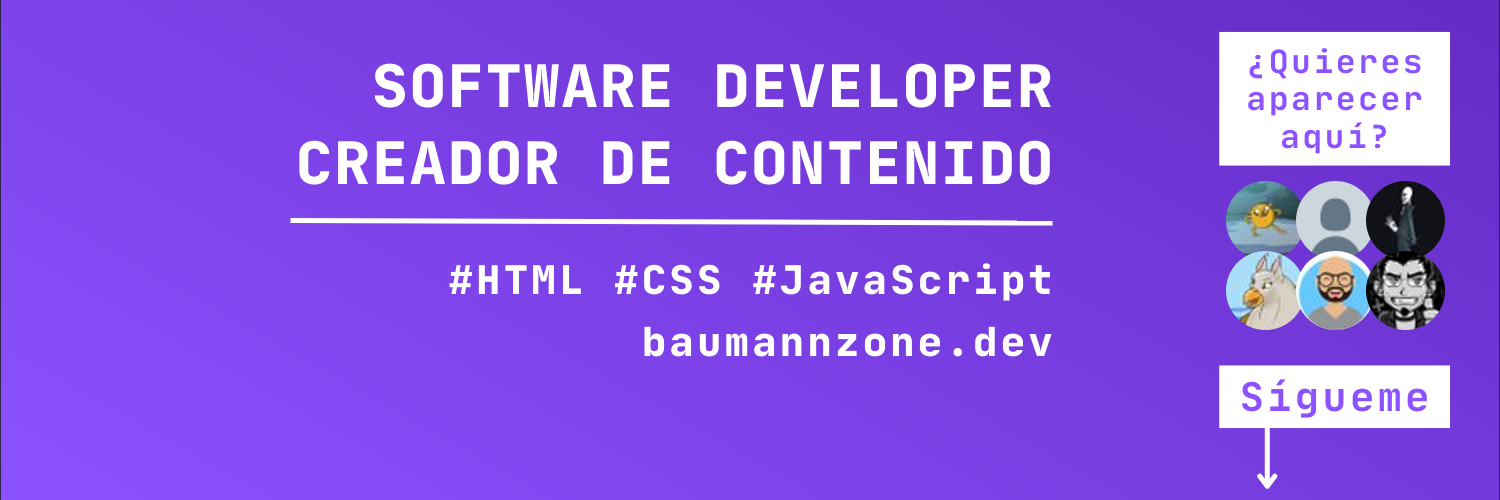 SOFTWARE DEVELOPER
CREADOR DE CONTENIDO
#HTML #CSS #JavaScript
baumannzone.dev
¿Quieres
aparecer
aquí?
Sígueme